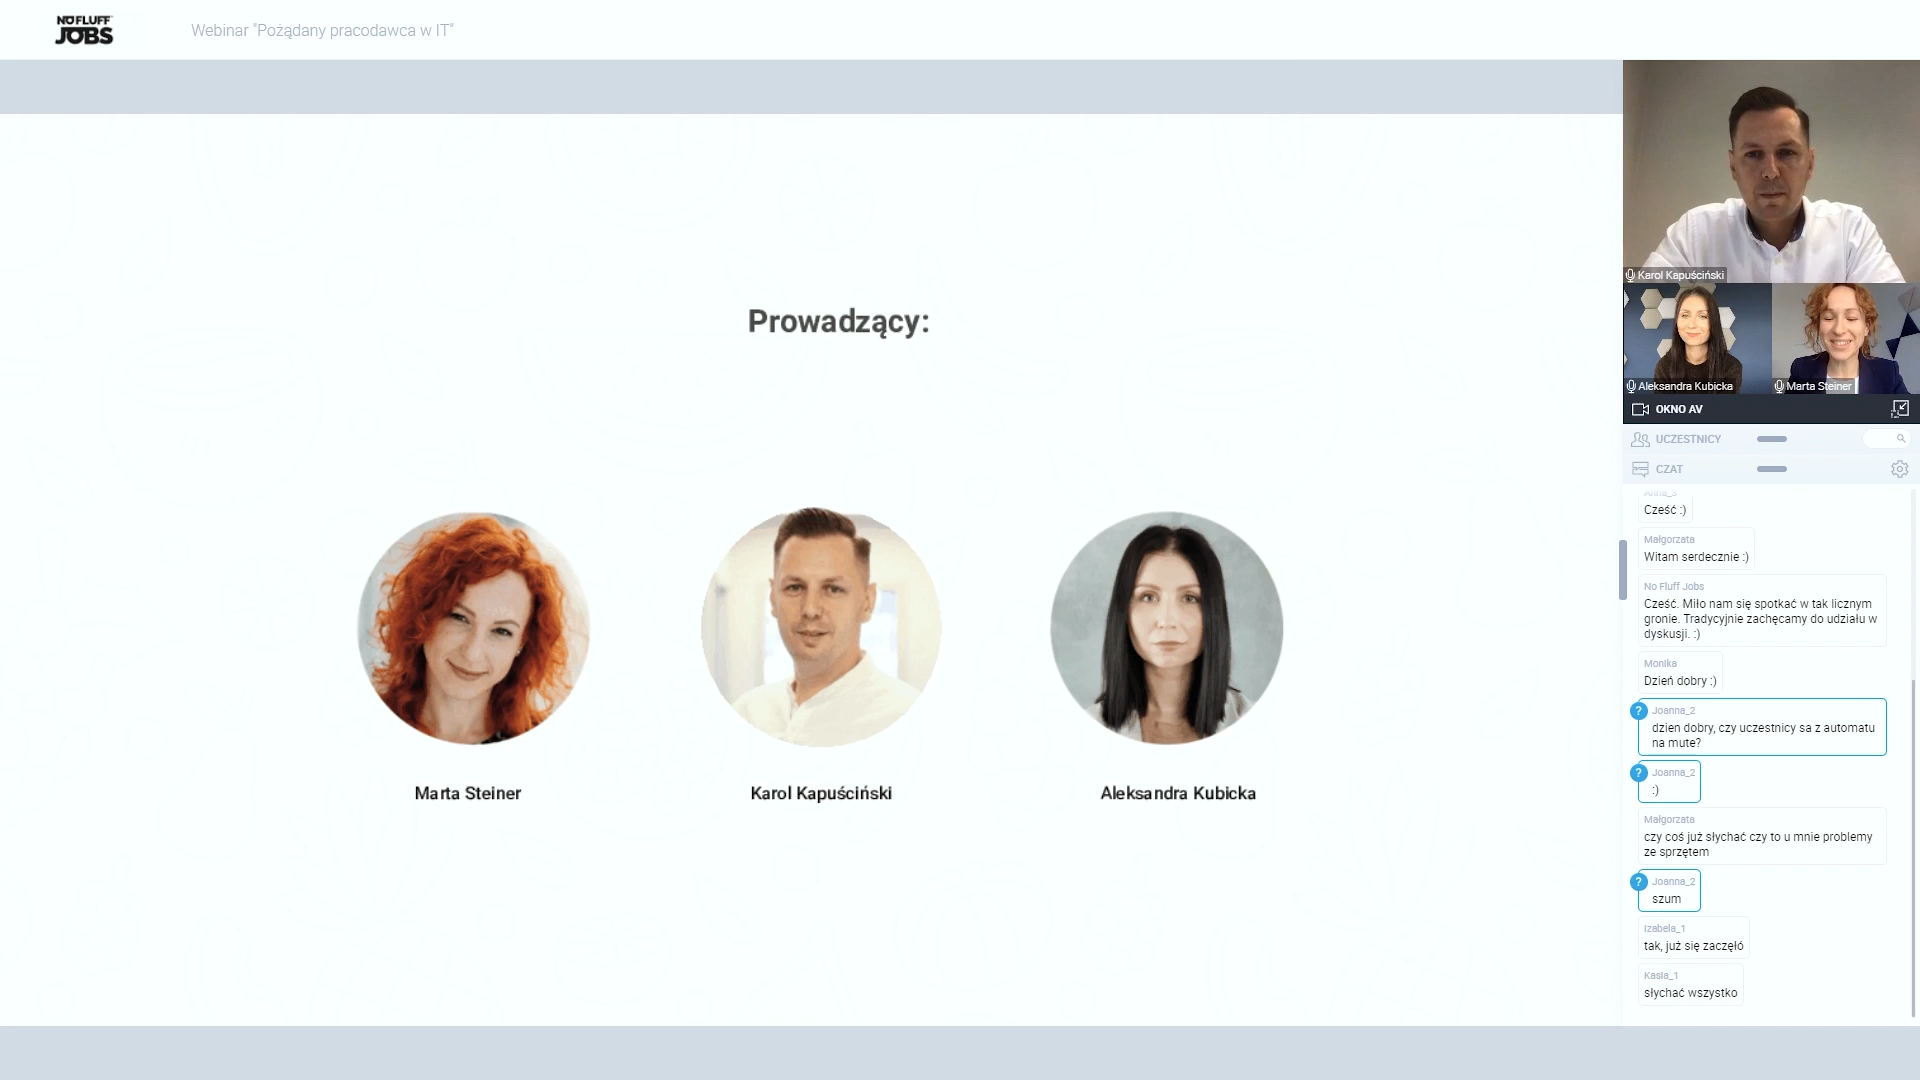 NO FLUFF
JOBS
Webinar "Pożądany pracodawca w IT"
Prowadzący:
Marta Steiner
Karol Kapuściński
Aleksandra Kubicka
Karol Kapuściński
Aleksandra Kubicka
Marta Steiner
OKNO AV
UCZESTNICY
CZAT
Anna_3
Cześć :)
Małgorzata
Witam serdecznie :)
No Fluff Jobs
Cześć. Miło nam się spotkać w tak licznym
gronie. Tradycyjnie zachęcamy do udziału w
dyskusji. :)
Monika
Dzień dobry :)
?
Joanna_2
dzien dobry, czy uczestnicy sa z automatu
na mute?
?
Joanna_2
:)
Małgorzata
czy coś już słychać czy to u mnie problemy
ze sprzętem
?
Joanna_2
szum
Izabela_1
tak, już się zaczęłó
Kasia_1
słychać wszystko